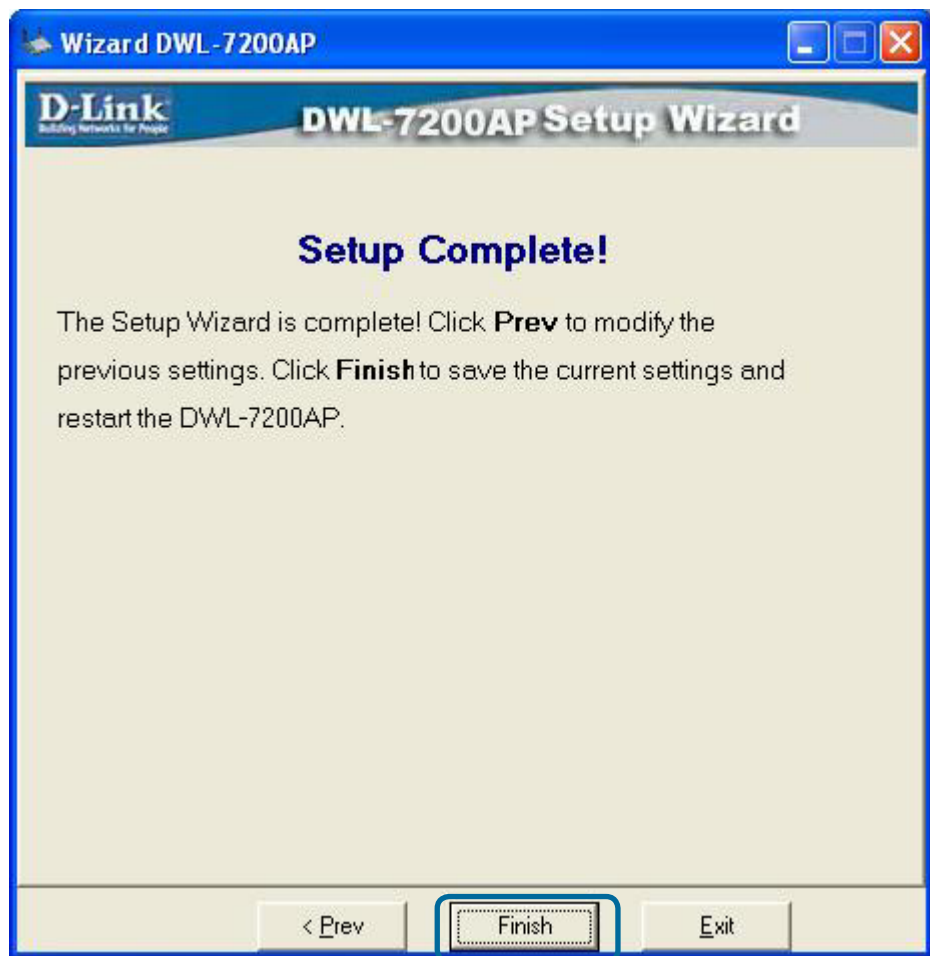 Wizard DWL-7200AP
D-Link
Building Networks for People
DWL-7200AP Setup Wizard
Setup Complete!
The Setup Wizard is complete! Click Prev to modify the
previous settings. Click Finish to save the current settings and
restart the DWL-7200AP.
< Prev
Finish
Exit